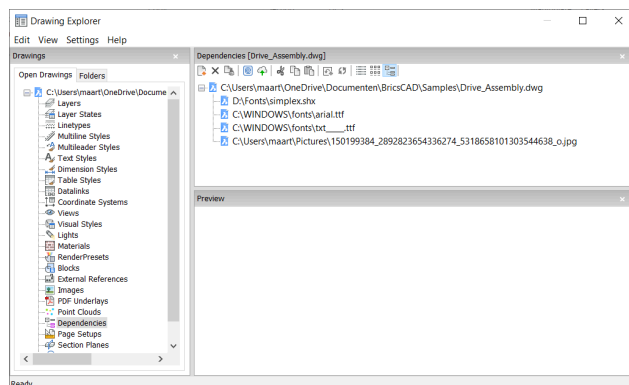 Drawing Explorer
Edit View Settings Help
Drawings
Open Drawings Folders
C:\Users\maart\OneDrive\Docume
Layers
Layer States
Linetypes
Multiline Styles
Multileader Styles
Text Styles
Dimension Styles
Table Styles
Datalinks
Coordinate Systems
Views
Visual Styles
Lights
Materials
RenderPresets
Blocks
External References
Images
PDF Underlays
Point Clouds
Dependencies
Page Setups
Section Planes
Dependencies [Drive_Assembly.dwg]
C:\Users\maart\OneDrive\Documenten\BricsCAD\Samples\Drive_Assembly.dwg
D:\Fonts\simplex.shx
C:\WINDOWS\fonts\arial.ttf
C:\WINDOWS\fonts\txt____.ttf
C:\Users\maart\Pictures\150199384_2892823654336274_5318658101303544638_o.jpg
Preview
Ready